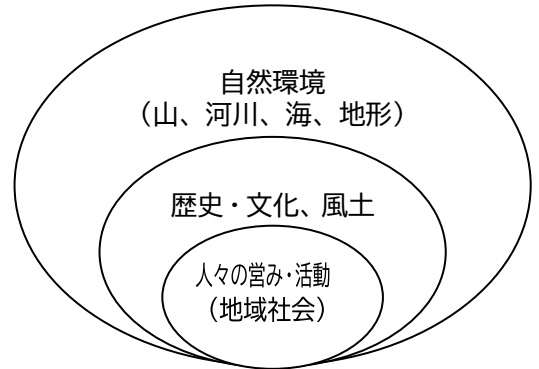 自然環境
（山、河川、海、地形）
歴史・文化、風土
人々の営み・活動
（地域社会）